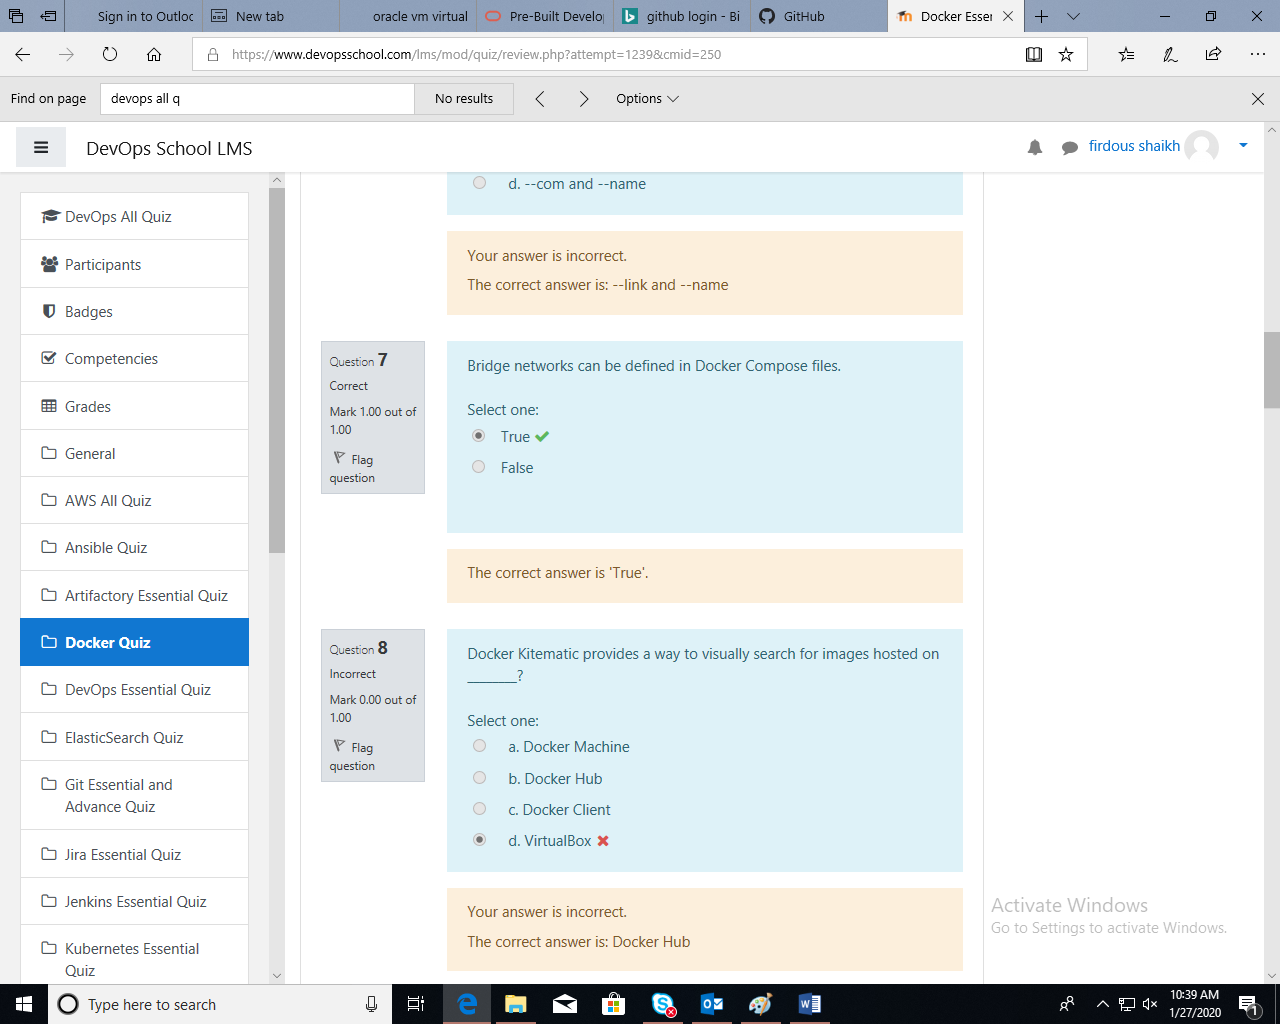 Sign in to Outloc
New tab
oracle vm virtual
Pre-Built Develo
github login - Bi
GitHub
Docker Esser
https://www.devopsschool.com/lms/mod/quiz/review.php?attempt=1239&cmid=250
Find on page
devops all q
No results
Options
DevOps School LMS
firdous shaikh
DevOps All Quiz
Participants
Badges
Competencies
Grades
General
AWS All Quiz
Ansible Quiz
Artifactory Essential Quiz
Docker Quiz
DevOps Essential Quiz
ElasticSearch Quiz
Git Essential and
Advance Quiz
Jira Essential Quiz
Jenkins Essential Quiz
Kubernetes Essential
Quiz
d. --com and --name
Your answer is incorrect.
The correct answer is: --link and --name
Question 7
Correct
Mark 1.00 out of
1.00
Flag
question
Bridge networks can be defined in Docker Compose files.
Select one:
True
False
The correct answer is 'True'.
Question 8
Incorrect
Mark 0.00 out of
1.00
Flag
question
Docker Kitematic provides a way to visually search for images hosted on
_______?
Select one:
a. Docker Machine
b. Docker Hub
c. Docker Client
d. VirtualBox
Your answer is incorrect.
The correct answer is: Docker Hub
Activate Windows
Go to Settings to activate Windows.
Type here to search
10:39 AM
1/27/2020
1